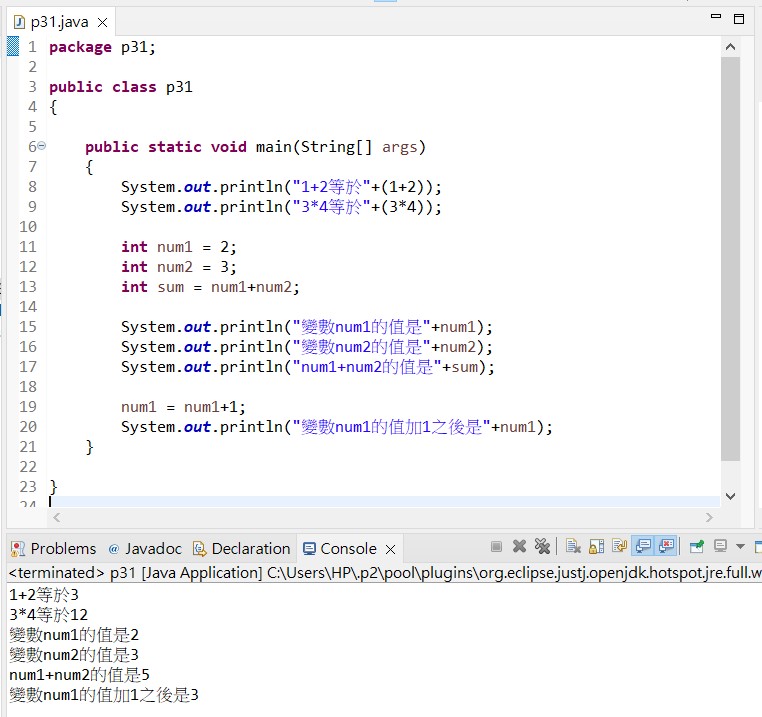 p31.java
1 package p31;
2
3 public class p31
4 {
5
6 public static void main(String[] args)
7 {
8 System.out.println("1+2等於"+(1+2));
9 System.out.println("3*4等於"+(3*4));
10
11 int num1 = 2;
12 int num2 = 3;
13 int sum = num1+num2;
14
15 System.out.println("變數num1的值是"+num1);
16 System.out.println("變數num2的值是"+num2);
17 System.out.println("num1+num2的值是"+sum);
18
19 num1 = num1+1;
20 System.out.println("變數num1的值加1之後是"+num1);
21 }
22
23 }
24
Problems @ Javadoc Declaration Console
<terminated> p31 [Java Application] C:\Users\HP\.p2\pool\plugins\org.eclipse.justj.openjdk.hotspot.jre.full.w
1+2等於3
3*4等於12
變數num1的值是2
變數num2的值是3
num1+num2的值是5
變數num1的值加1之後是3